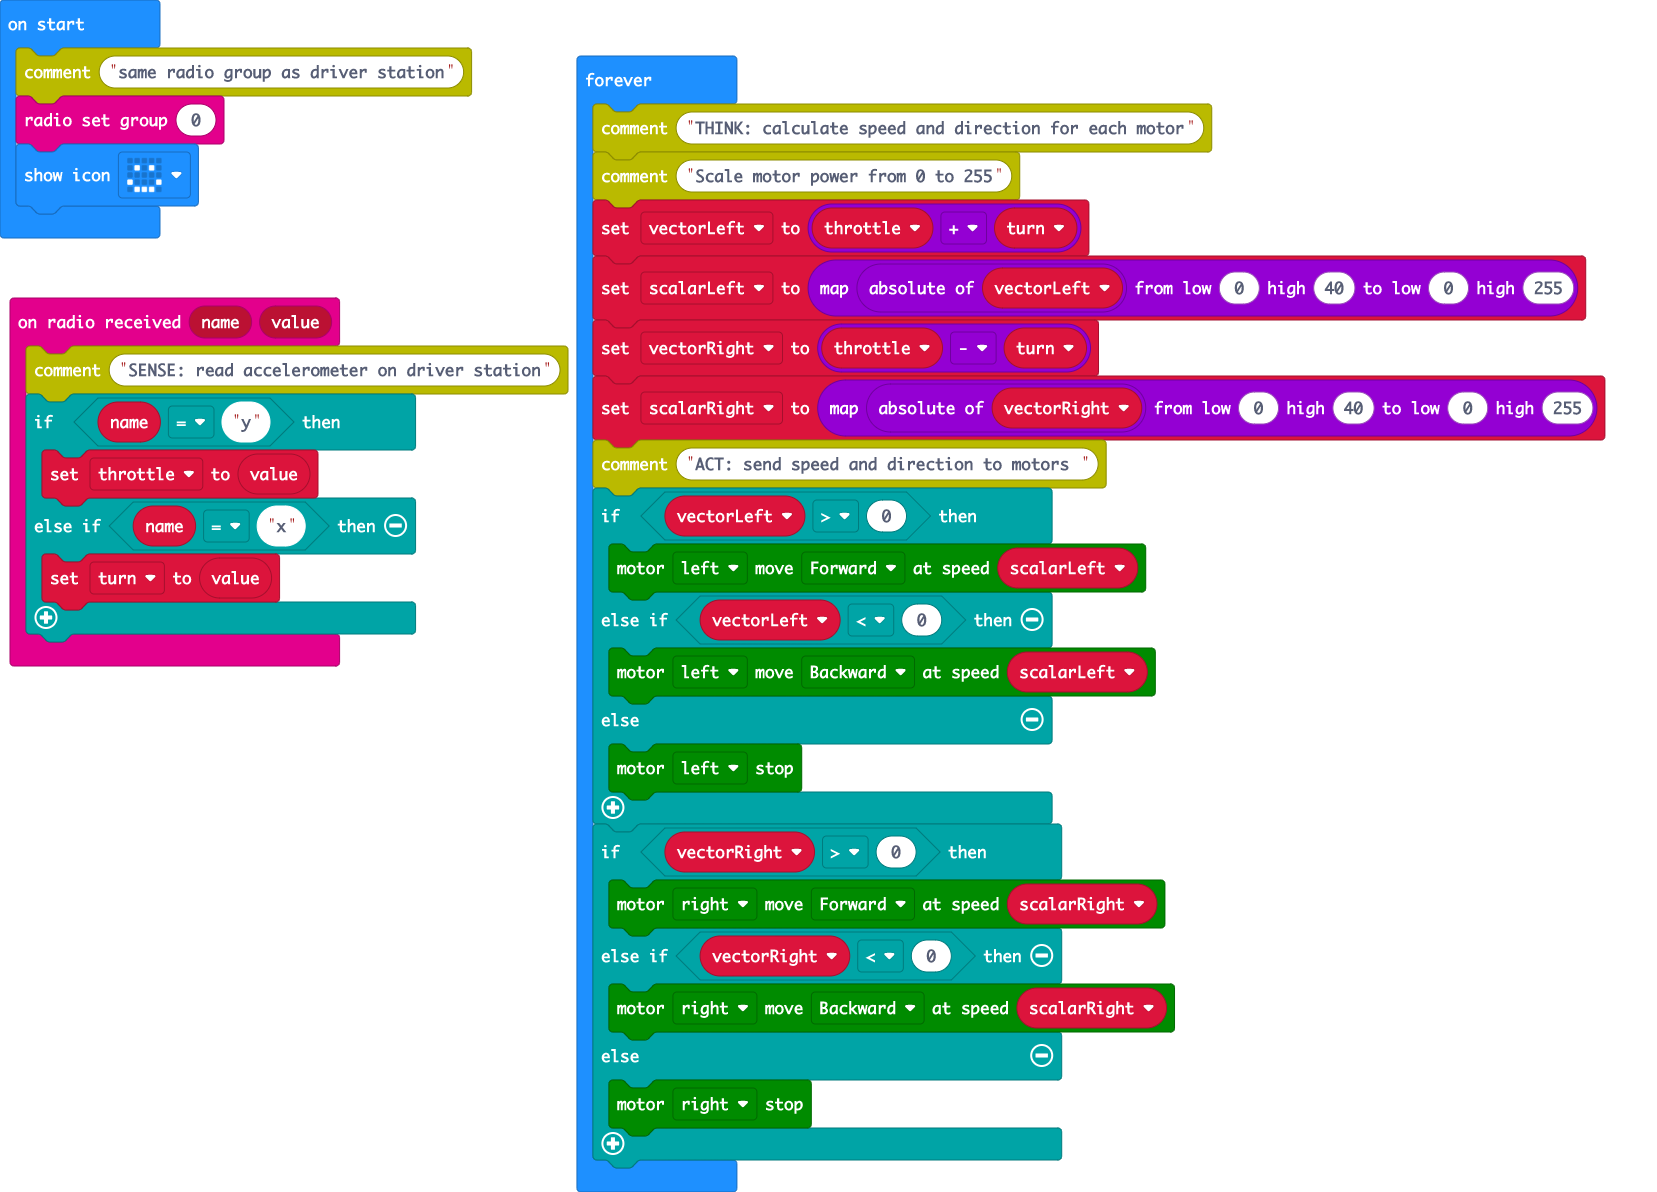 on start
comment "same radio group as driver station"
radio set group 0
show icon
on radio received name value
comment "SENSE: read accelerometer on driver station"
if name = "y" then
set throttle to value
else if name = "x" then
set turn to value
forever
comment "THINK: calculate speed and direction for each motor"
comment "Scale motor power from 0 to 255"
set vectorLeft to throttle + turn
set scalarLeft to map absolute of vectorLeft from low 0 high 40 to low 0 high 255
set vectorRight to throttle - turn
set scalarRight to map absolute of vectorRight from low 0 high 40 to low 0 high 255
comment "ACT: send speed and direction to motors "
if vectorLeft > 0 then
motor left move Forward at speed scalarLeft
else if vectorLeft < 0 then
motor left move Backward at speed scalarLeft
else
motor left stop
if vectorRight > 0 then
motor right move Forward at speed scalarRight
else if vectorRight < 0 then
motor right move Backward at speed scalarRight
else
motor right stop